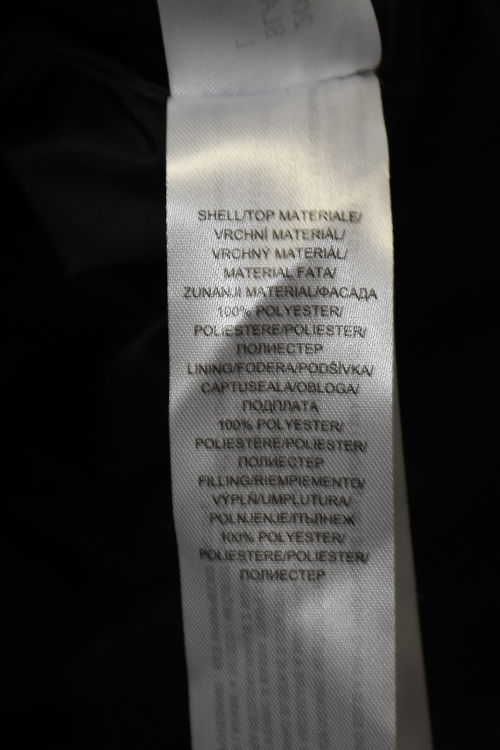 SHELL/TOP MATERIALE/
VRCHNÍ MATERIÁL/
VRCHNÝ MATERIÁL/
MATERIAL FATA/
ZUNANJI MATERIAL/ФАСАДА
100% POLYESTER/
POLIESTERE/POLIESTER/
ПОЛИЕСТЕР
LINING/FODERA/PODŠÍVKA/
CAPTUSEALA/OBLOGA/
ПОДПЛАТА
100% POLYESTER/
POLIESTERE/POLIESTER/
ПОЛИЕСТЕР
FILLING/RIEMPIEMENTO/
VÝPLŇ/UMPLUTURA/
POLNJENJE/ПЪЛНЕЖ
100% POLYESTER/
POLIESTERE/POLIESTER/
ПОЛИЕСТЕР